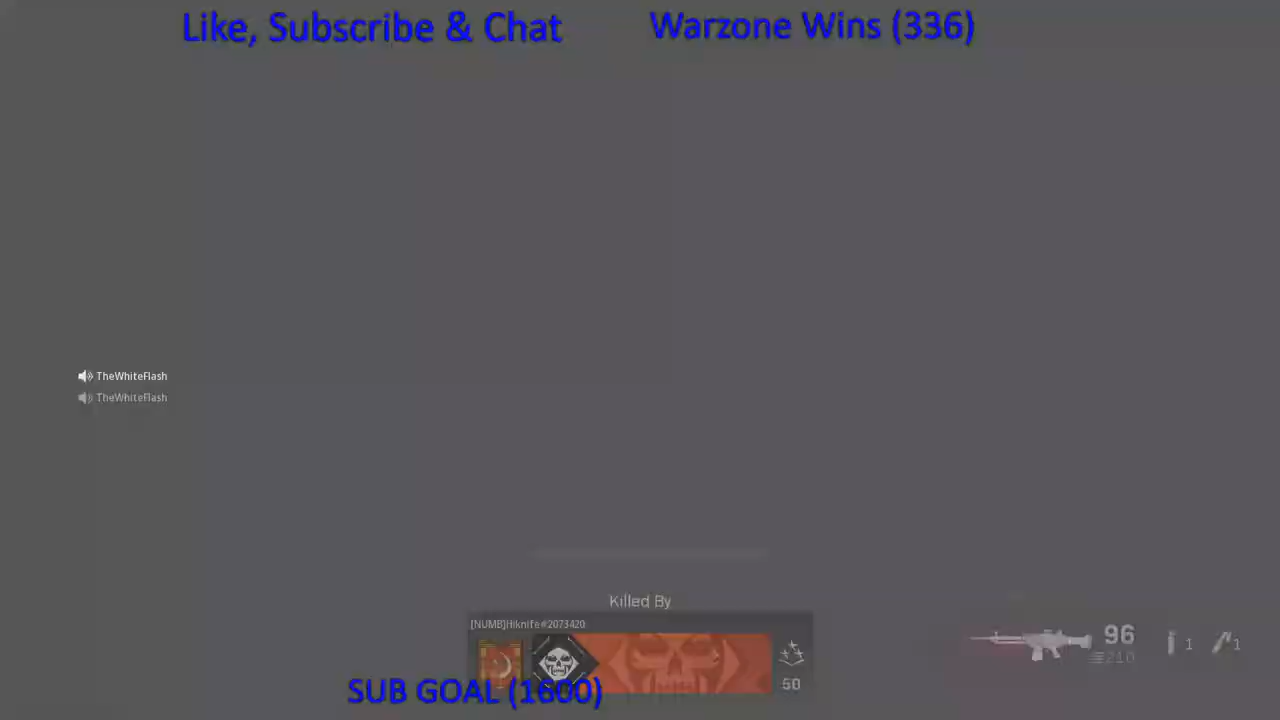 Like, Subscribe & Chat
Warzone Wins (336)
TheWhiteFlash
TheWhiteFlash
Killed By
[NUMB]Hiknife#2073420
50
SUB GOAL (1600)
96
210
1
1